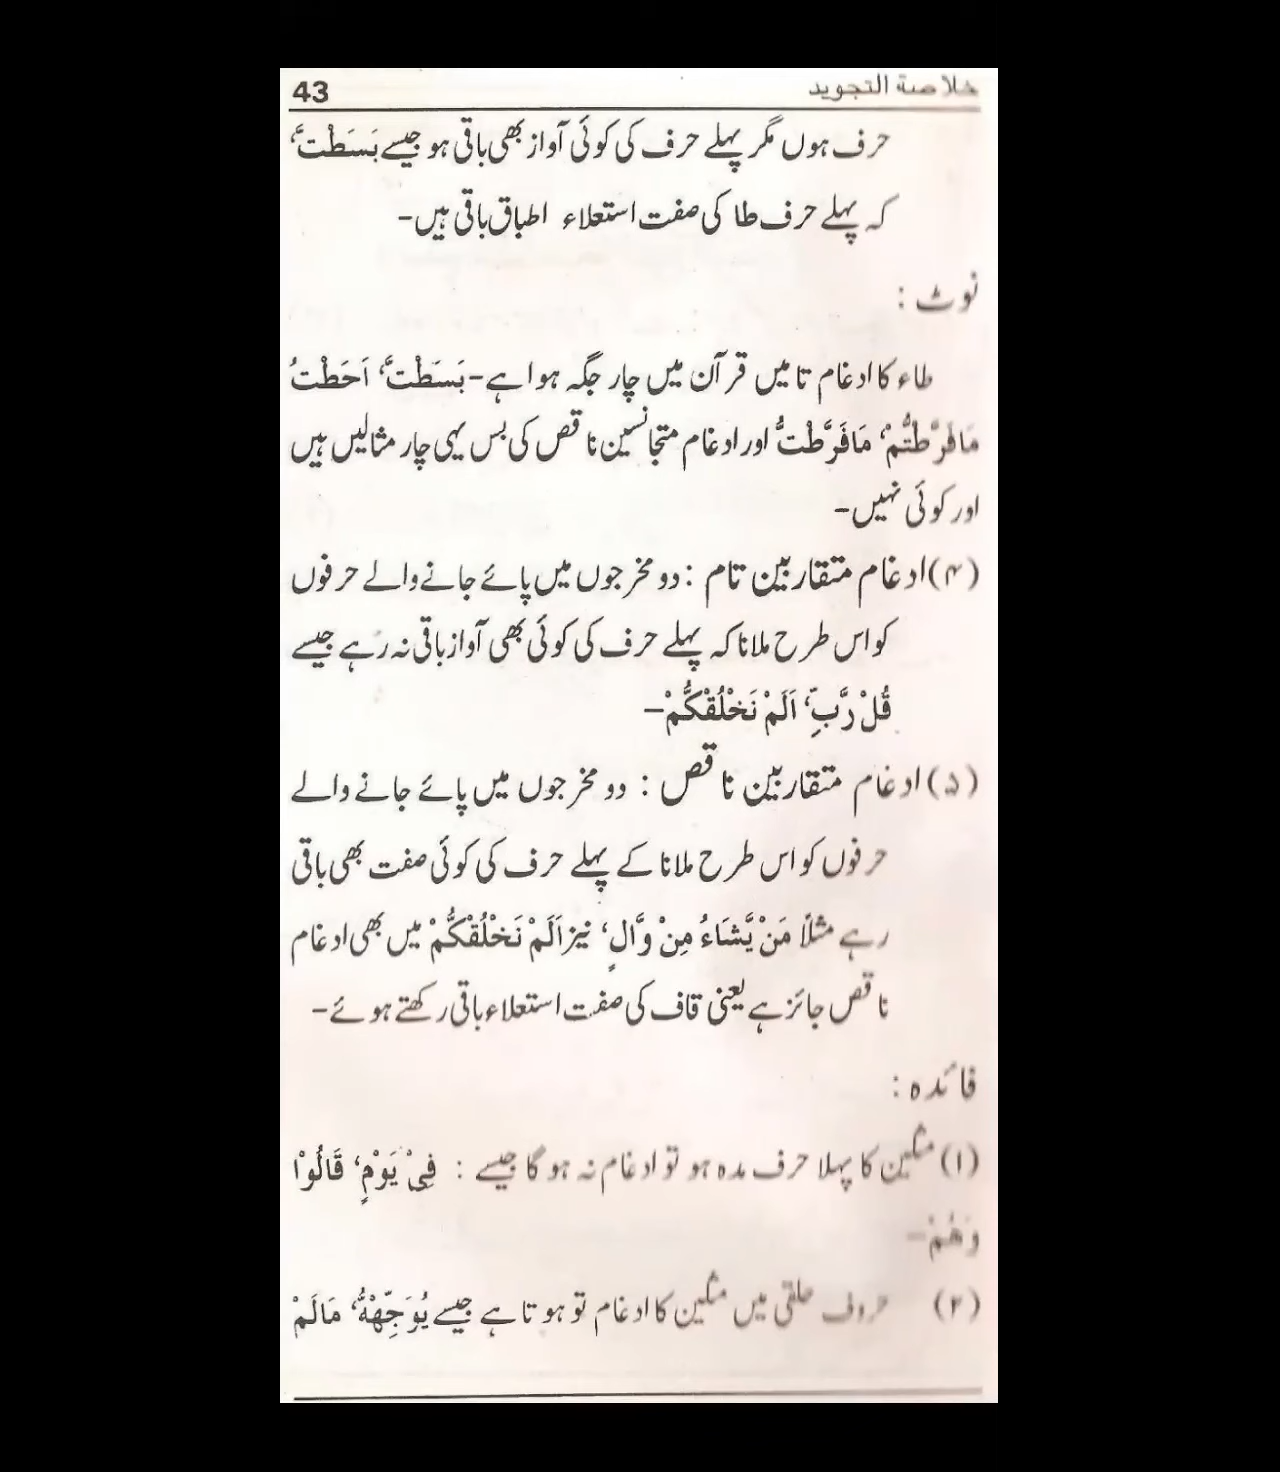 خلاصة التجوید
43
حرف ہوں مگر پہلے حرف کی کوئی آواز بھی باقی ہو جیسے بَسَطْتَّ،
کہ پہلے حرف طا کی صفت استعلاء اطباق باقی ہیں-
نوٹ :
طاء کا ادغام تا میں قرآن میں چار جگہ ہوا ہے- بَسَطْتَّ، اَحَطْتُ
مَافَرَّطْتُّمْ، مَافَرَّطْتُّ اور ادغام متجانسین ناقص کی بس یہی چار مثالیں ہیں
اور کوئی نہیں-
(۴) ادغام متقاربین تام : دو مخرجوں میں پائے جانے والے حرفوں
کو اس طرح ملانا کہ پہلے حرف کی کوئی بھی آواز باقی نہ رہے جیسے
قُلْ رَّبِّ، اَلَمْ نَخْلُقْكُّمْ-
(۵) ادغام متقاربین ناقص : دو مخرجوں میں پائے جانے والے
حرفوں کو اس طرح ملانا کے پہلے حرف کی کوئی صفت بھی باقی
رہے مثلاً مَنْ يَّشَاءُ مِنْ وَّالٍ، نیز اَلَمْ نَخْلُقْكُّمْ میں بھی ادغام
ناقص جائز ہے یعنی قاف کی صفت استعلاء باقی رکھتے ہوئے-
فائدہ :
(۱) مثلین کا پہلا حرف مدہ ہو تو ادغام نہ ہو گا جیسے : فِىْ يَوْمٍ، قَالُوْا
وَهُمْ-
(۲) حروف حلقی میں مثلین کا ادغام تو ہوتا ہے جیسے يُوَجِّهْهُّ، مَالَمْ